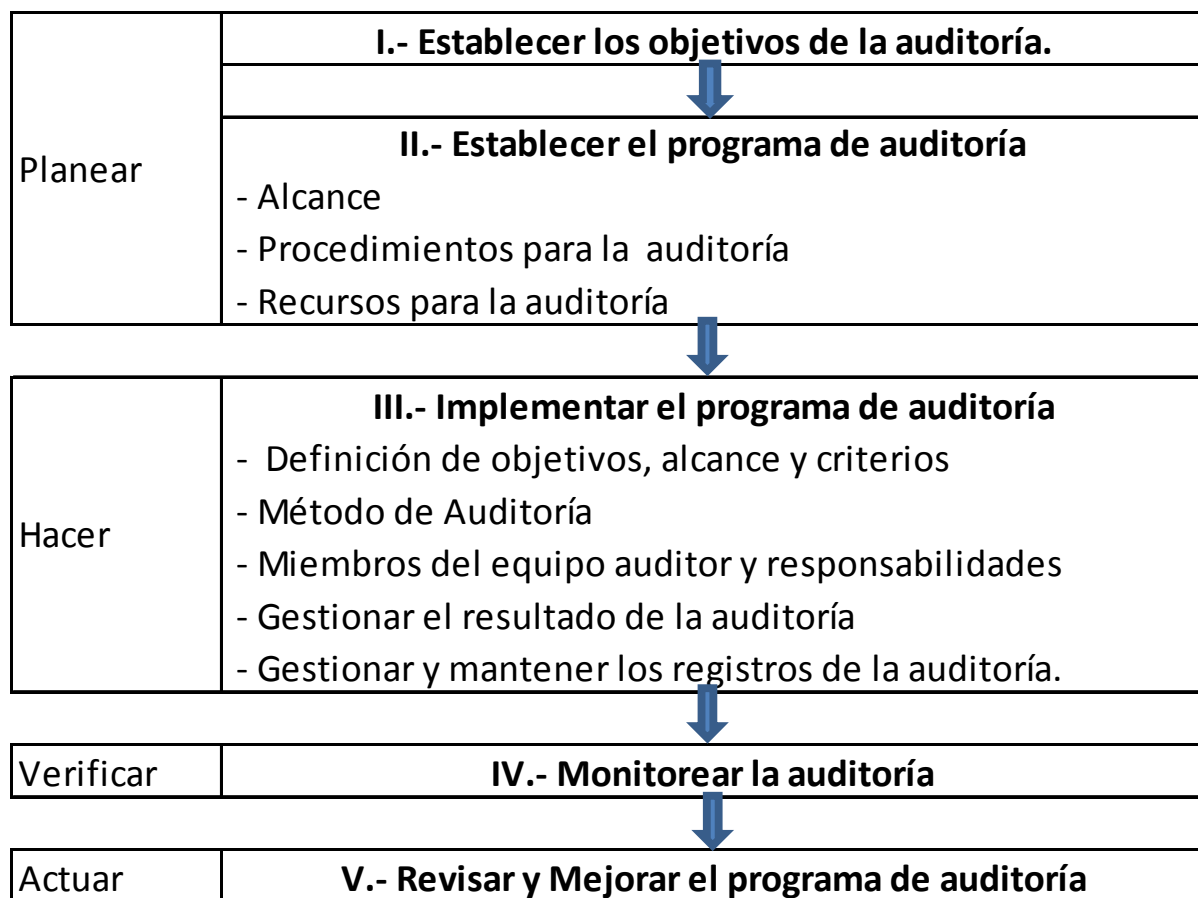 I.- Establecer los objetivos de la auditoría.
Planear
II.- Establecer el programa de auditoría
- Alcance
- Procedimientos para la  auditoría
- Recursos para la auditoría
Hacer
III.- Implementar el programa de auditoría
-  Definición de objetivos, alcance y criterios
- Método de Auditoría
- Miembros del equipo auditor y responsabilidades
- Gestionar el resultado de la auditoría
- Gestionar y mantener los registros de la auditoría.
Verificar
IV.- Monitorear la auditoría
Actuar
V.- Revisar y Mejorar el programa de auditoría